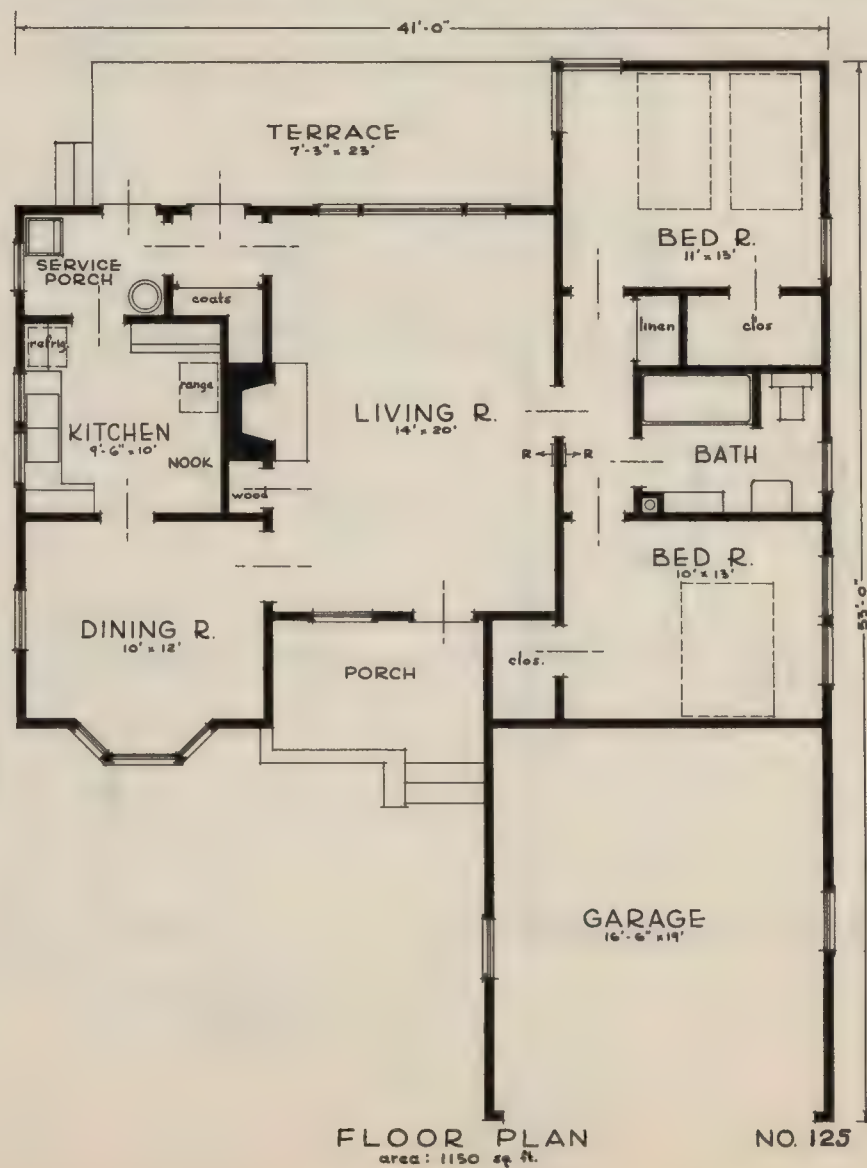 41'-0"
TERRACE
7'-3" x 23'
BED R.
11' x 13'
SERVICE
PORCH
coats
linen
clos
refrig.
range
LIVING R.
14' x 20'
KITCHEN
9'-6" x 10'
NOOK
R R
BATH
wood
BED R.
10' x 13'
53'-0"
DINING R.
10' x 12'
clos.
PORCH
GARAGE
16'-6" x 19'
FLOOR PLAN
area: 1150 sq ft.
NO. 125